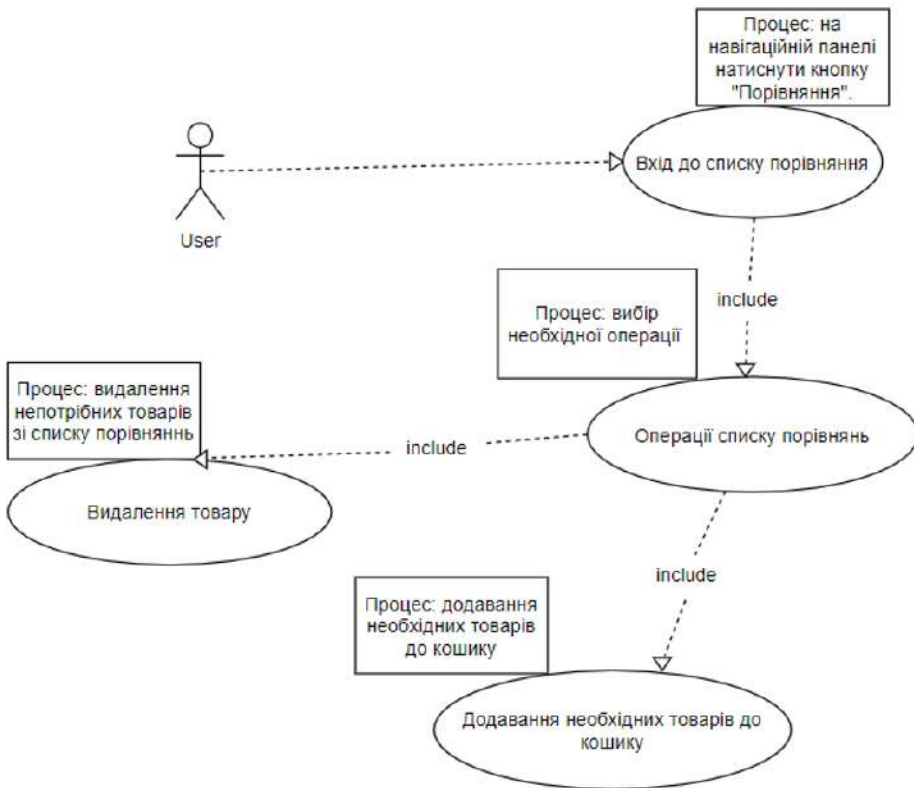 Процес: на
навігаційній панелі
натиснути кнопку
"Порівняння".
Вхід до списку порівняння
User
include
Процес: вибір
необхідної операції
Процес: видалення
непотрібних товарів
зі списку порівняннь
Операції списку порівнянь
include
Видалення товару
include
Процес: додавання
необхідних товарів
до кошику
Додавання необхідних товарів до
кошику